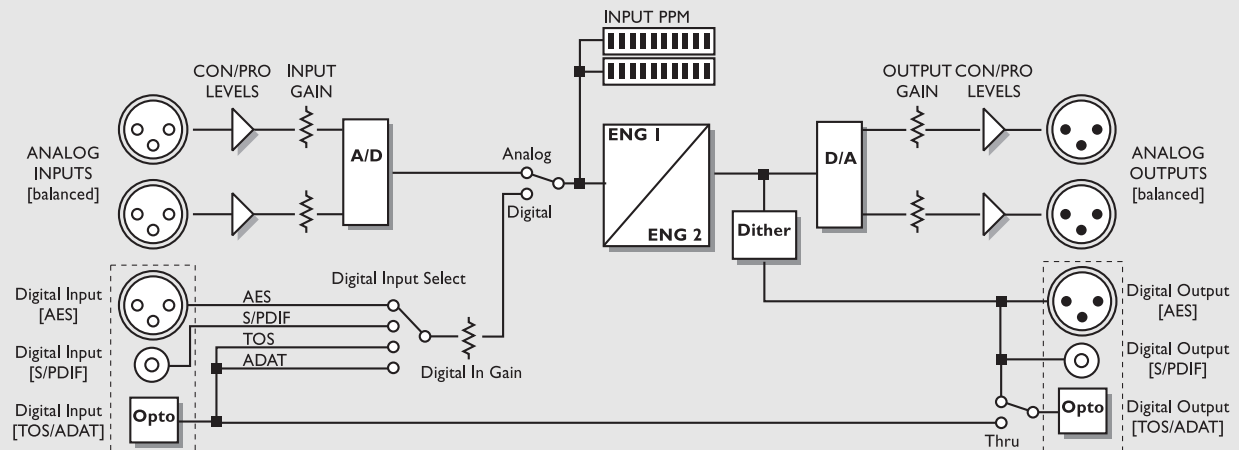 INPUT PPM
CON/PRO
LEVELS
INPUT
GAIN
OUTPUT
GAIN
CON/PRO
LEVELS
ANALOG
INPUTS
[balanced]
A/D
Analog
Digital
ENG 1
ENG 2
D/A
Dither
ANALOG
OUTPUTS
[balanced]
Digital Input
[AES]
Digital Input
[S/PDIF]
Digital Input
[TOS/ADAT]
Opto
Digital Input Select
AES
S/PDIF
TOS
ADAT
Digital In Gain
Thru
Opto
Digital Output
[AES]
Digital Output
[S/PDIF]
Digital Output
[TOS/ADAT]